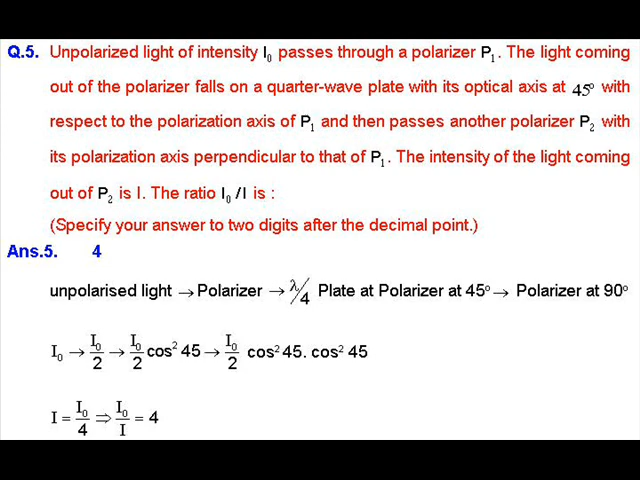 Q.5. Unpolarized light of intensity I₀ passes through a polarizer P₁. The light coming
out of the polarizer falls on a quarter-wave plate with its optical axis at 45° with
respect to the polarization axis of P₁ and then passes another polarizer P₂ with
its polarization axis perpendicular to that of P₁. The intensity of the light coming
out of P₂ is I. The ratio I₀ / I is :
(Specify your answer to two digits after the decimal point.)
Ans.5. 4
unpolarised light → Polarizer → λ/4 Plate at Polarizer at 45° → Polarizer at 90°
I₀ → I₀/2 → I₀/2 cos² 45 → I₀/2 cos² 45. cos² 45
I = I₀/4 ⇒ I₀/I = 4